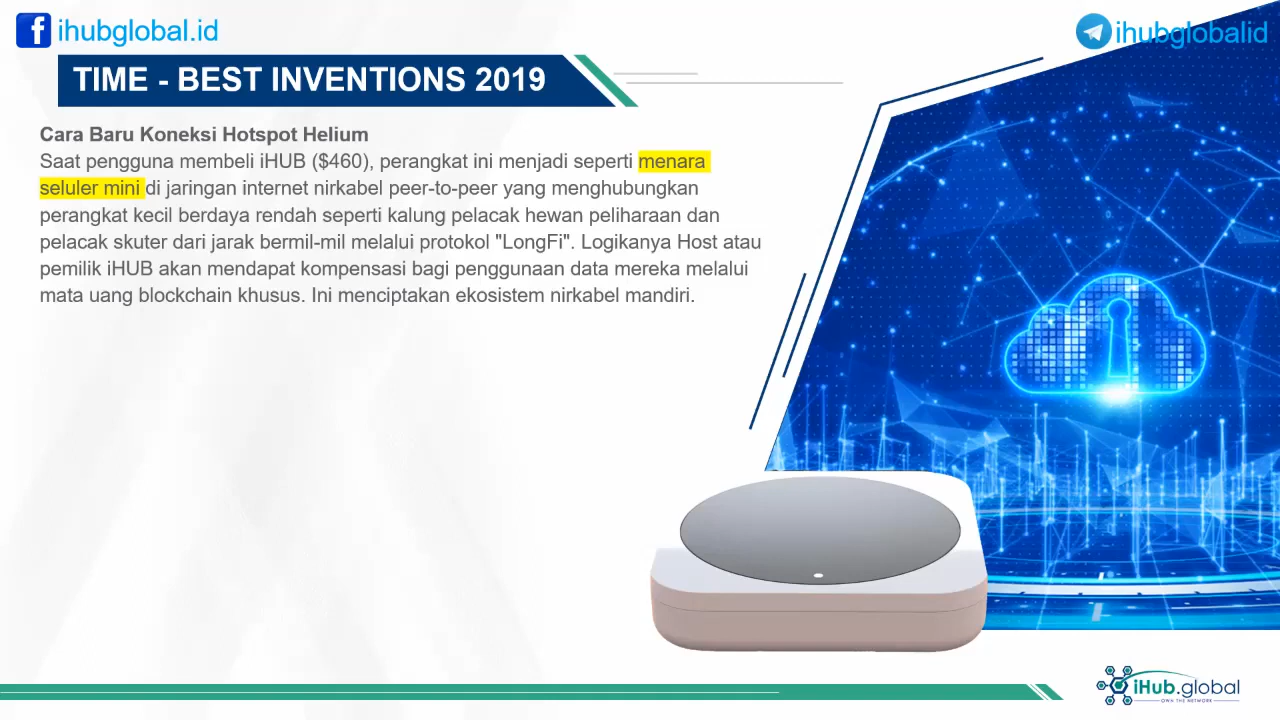 ihubglobal.id
ihubglobalid
TIME - BEST INVENTIONS 2019
Cara Baru Koneksi Hotspot Helium
Saat pengguna membeli iHUB ($460), perangkat ini menjadi seperti menara
seluler mini di jaringan internet nirkabel peer-to-peer yang menghubungkan
perangkat kecil berdaya rendah seperti kalung pelacak hewan peliharaan dan
pelacak skuter dari jarak bermil-mil melalui protokol "LongFi". Logikanya Host atau
pemilik iHUB akan mendapat kompensasi bagi penggunaan data mereka melalui
mata uang blockchain khusus. Ini menciptakan ekosistem nirkabel mandiri.
iHub.global
OWN THE NETWORK